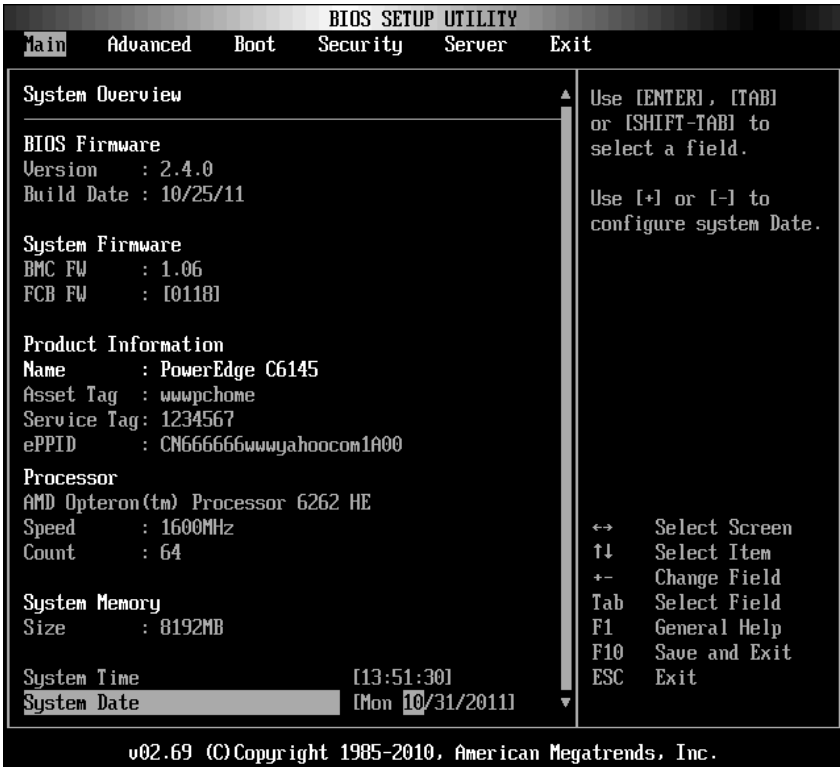 BIOS SETUP UTILITY
Main Advanced Boot Security Server Exit
System Overview
BIOS Firmware
Version : 2.4.0
Build Date : 10/25/11
System Firmware
BMC FW : 1.06
FCB FW : [0118]
Product Information
Name : PowerEdge C6145
Asset Tag : wwwpchome
Service Tag: 1234567
ePPID : CN666666wwwyahoocom1A00
Processor
AMD Opteron(tm) Processor 6262 HE
Speed : 1600MHz
Count : 64
System Memory
Size : 8192MB
System Time [13:51:30]
System Date [Mon 10/31/2011]
Use [ENTER], [TAB]
or [SHIFT-TAB] to
select a field.
Use [+] or [-] to
configure system Date.
↔ Select Screen
↑↓ Select Item
+- Change Field
Tab Select Field
F1 General Help
F10 Save and Exit
ESC Exit
v02.69 (C)Copyright 1985-2010, American Megatrends, Inc.